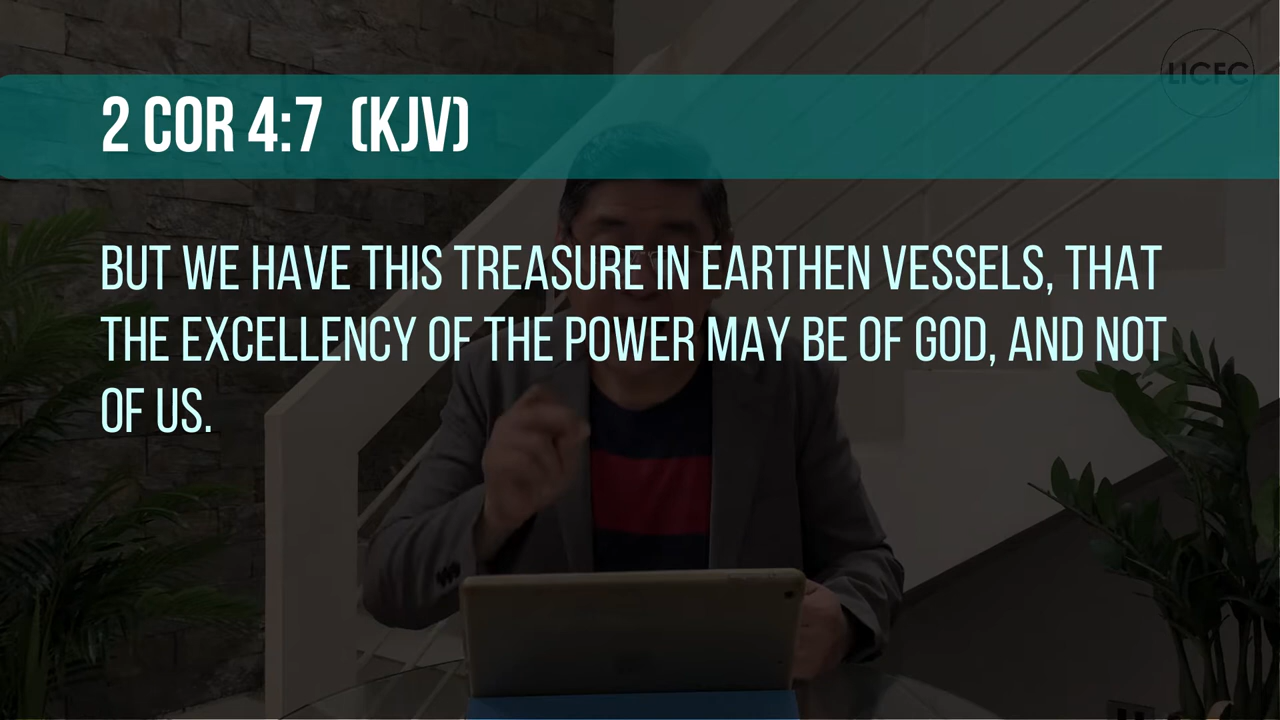 LICFC
2 COR 4:7 (KJV)
BUT WE HAVE THIS TREASURE IN EARTHEN VESSELS, THAT
THE EXCELLENCY OF THE POWER MAY BE OF GOD, AND NOT
OF US.